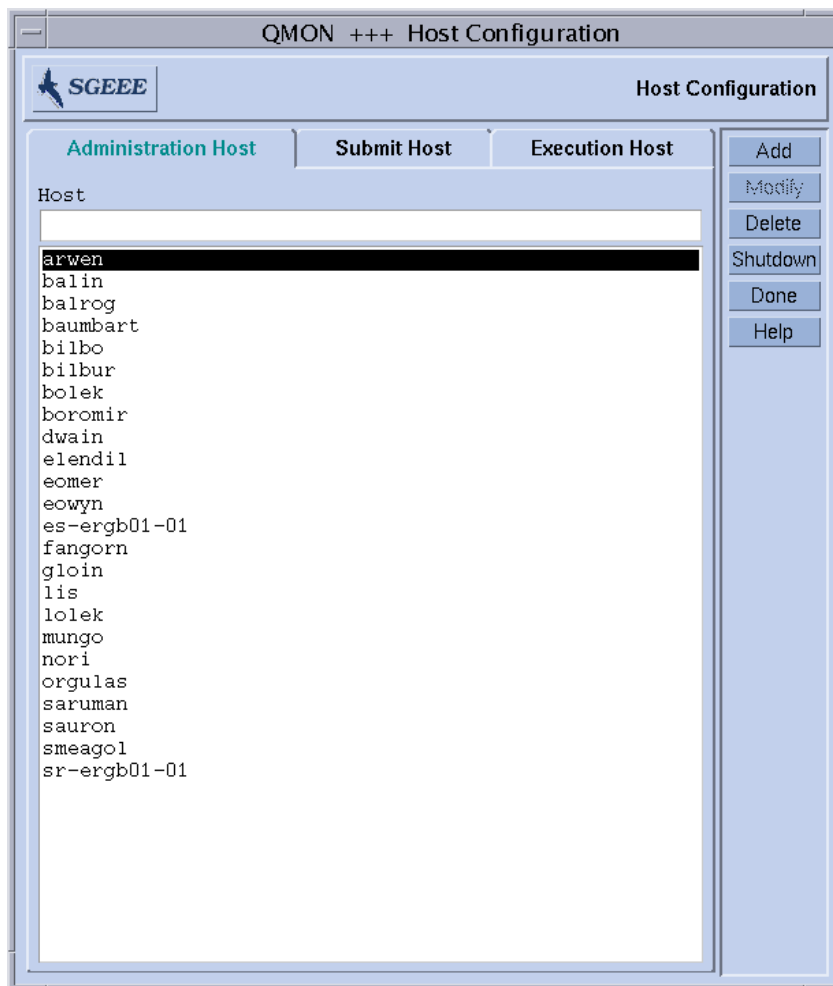 QMON +++ Host Configuration
SGEEE
Host Configuration
Administration Host
Submit Host
Execution Host
Add
Modify
Delete
Shutdown
Done
Help
Host
arwen
balin
balrog
baumbart
bilbo
bilbur
bolek
boromir
dwain
elendil
eomer
eowyn
es-ergb01-01
fangorn
gloin
lis
lolek
mungo
nori
orgulas
saruman
sauron
smeagol
sr-ergb01-01